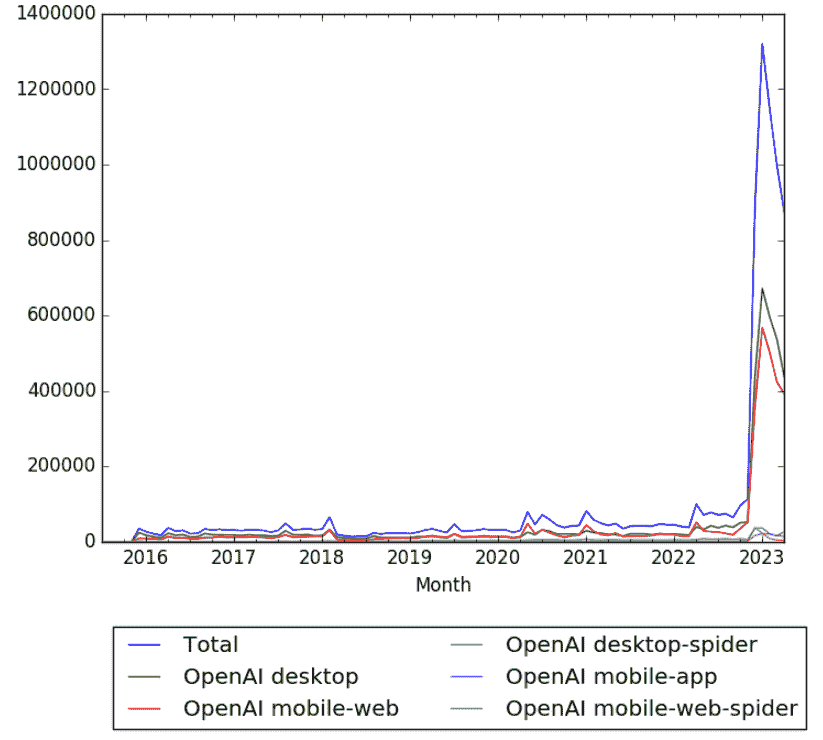 1400000
1200000
1000000
800000
600000
400000
200000
0
2016 2017 2018 2019 2020 2021 2022 2023
Month
Total OpenAI desktop-spider
OpenAI desktop OpenAI mobile-app
OpenAI mobile-web OpenAI mobile-web-spider